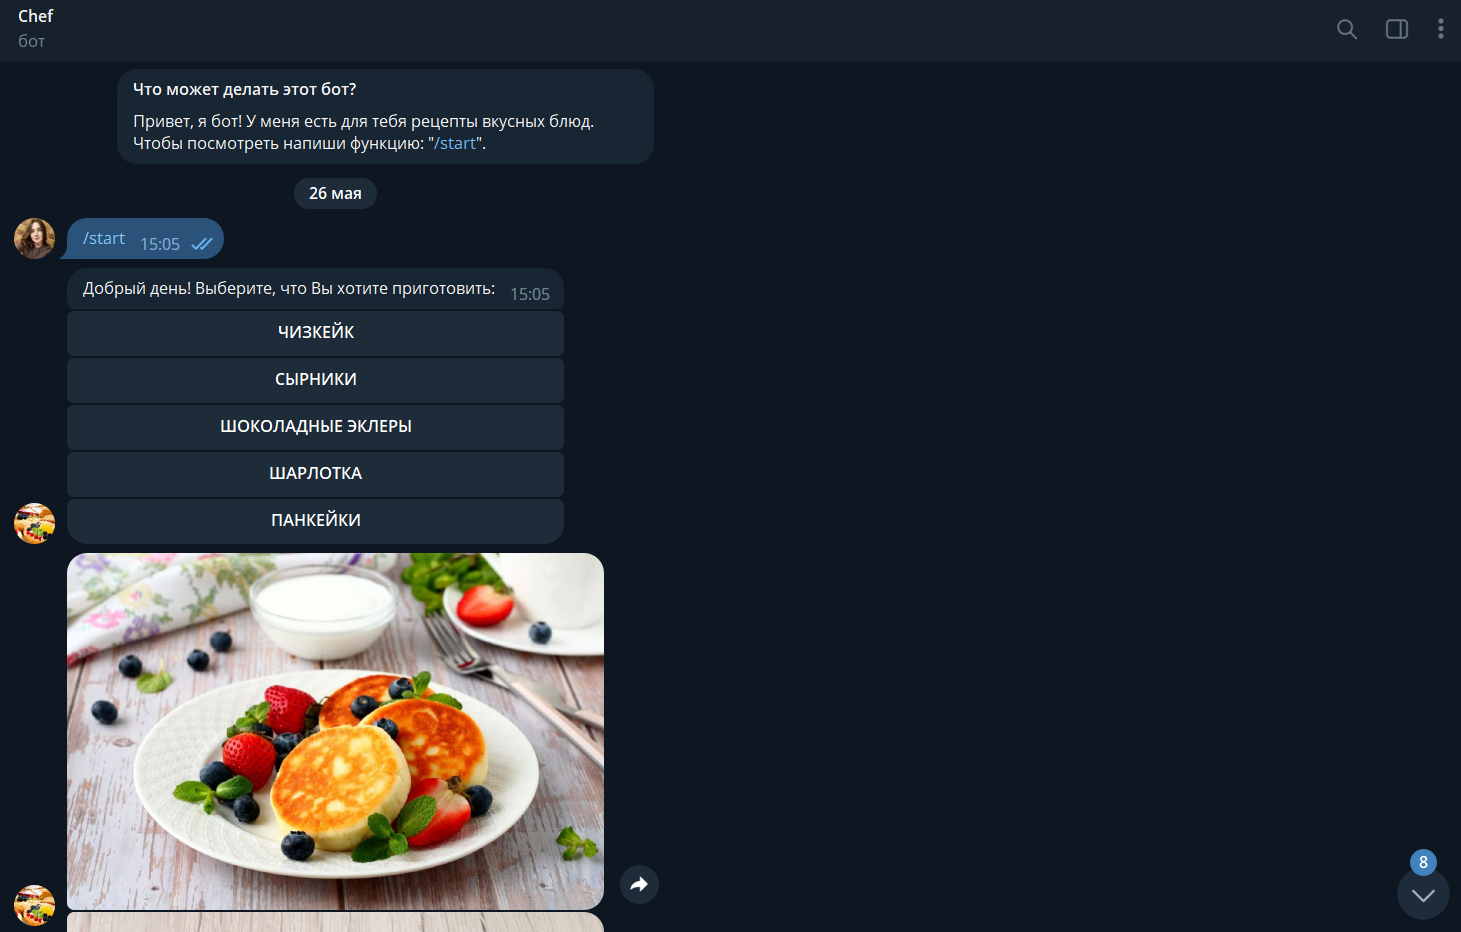 Chef
бот
Что может делать этот бот?
Привет, я бот! У меня есть для тебя рецепты вкусных блюд.
Чтобы посмотреть напиши функцию: "/start".
26 мая
/start 15:05
Добрый день! Выберите, что Вы хотите приготовить: 15:05
ЧИЗКЕЙК
СЫРНИКИ
ШОКОЛАДНЫЕ ЭКЛЕРЫ
ШАРЛОТКА
ПАНКЕЙКИ
8